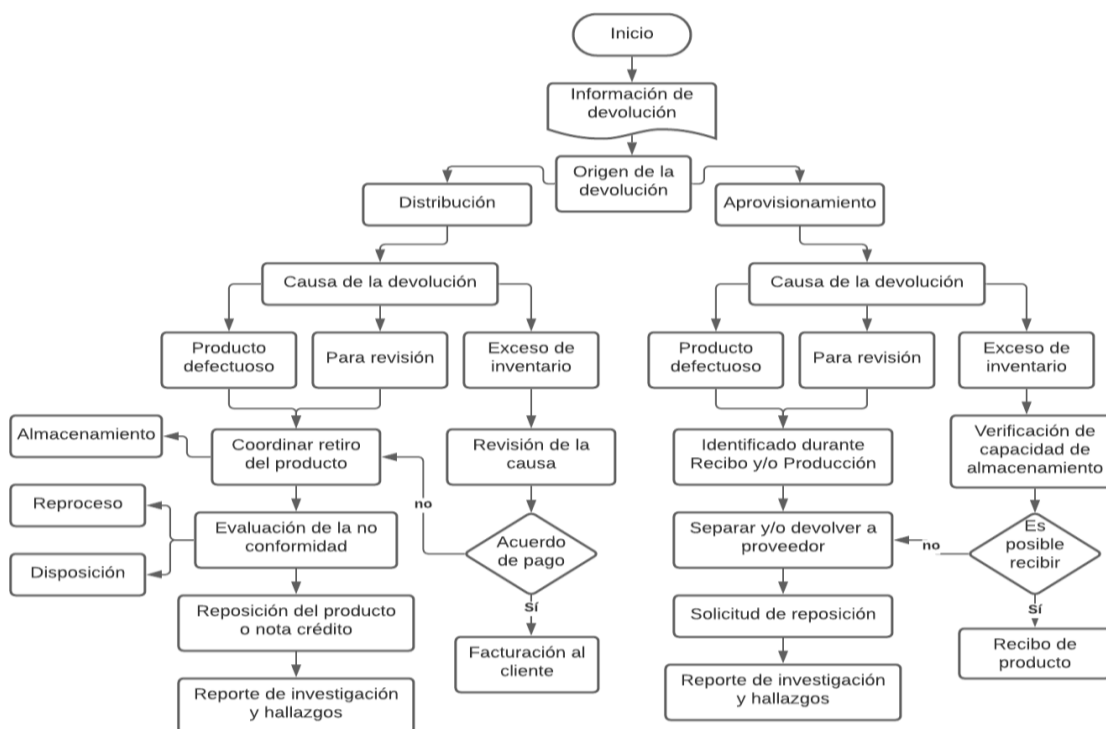 Inicio
Información de
devolución
Origen de la
devolución
Distribución
Aprovisionamiento
Causa de la devolución
Causa de la devolución
Producto
defectuoso
Para revisión
Exceso de
inventario
Producto
defectuoso
Para revisión
Exceso de
inventario
Almacenamiento
Coordinar retiro
del producto
Revisión de la
causa
Identificado durante
Recibo y/o Producción
Verificación de
capacidad de
almacenamiento
Reproceso
Disposición
Evaluación de la no
conformidad
no
Acuerdo
de pago
Separar y/o devolver a
proveedor
no
Es
posible
recibir
Reposición del producto
o nota crédito
Sí
Solicitud de reposición
Sí
Facturación al
cliente
Recibo de
producto
Reporte de investigación
y hallazgos
Reporte de investigación
y hallazgos